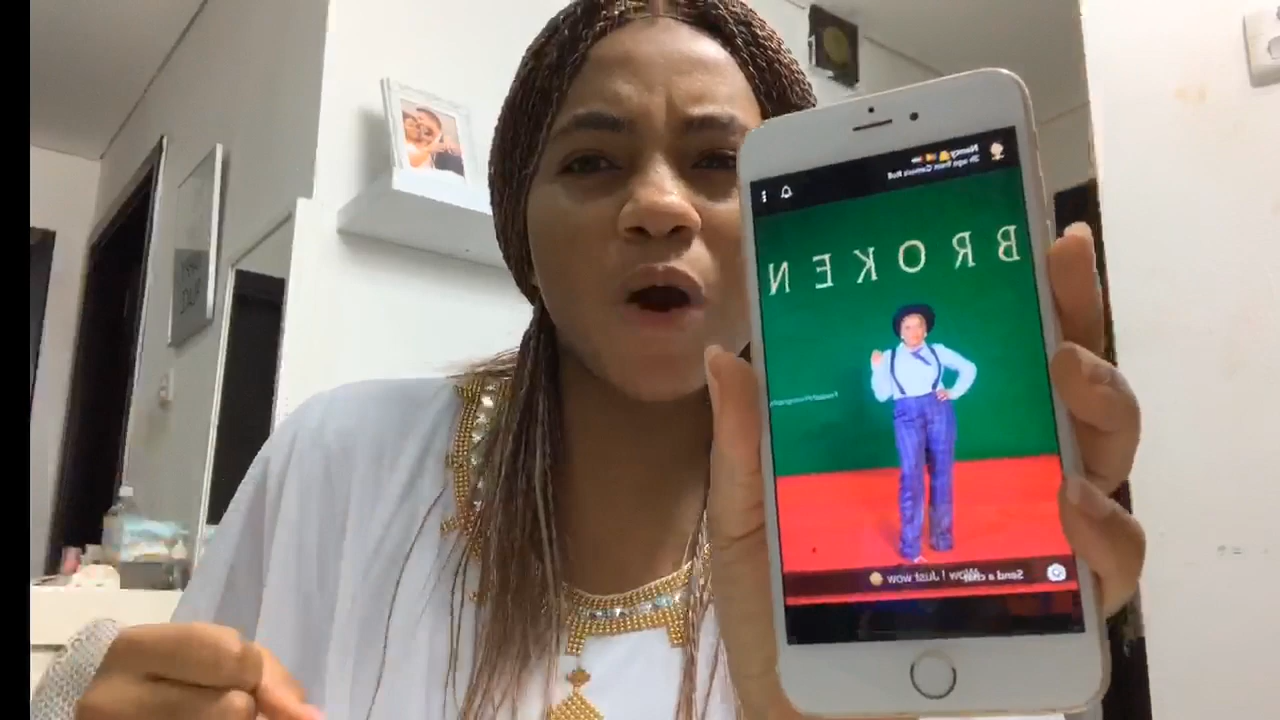 Nancy
2h ago from Camera Roll
BROKEN
Wow ! Just wow
Send a chat